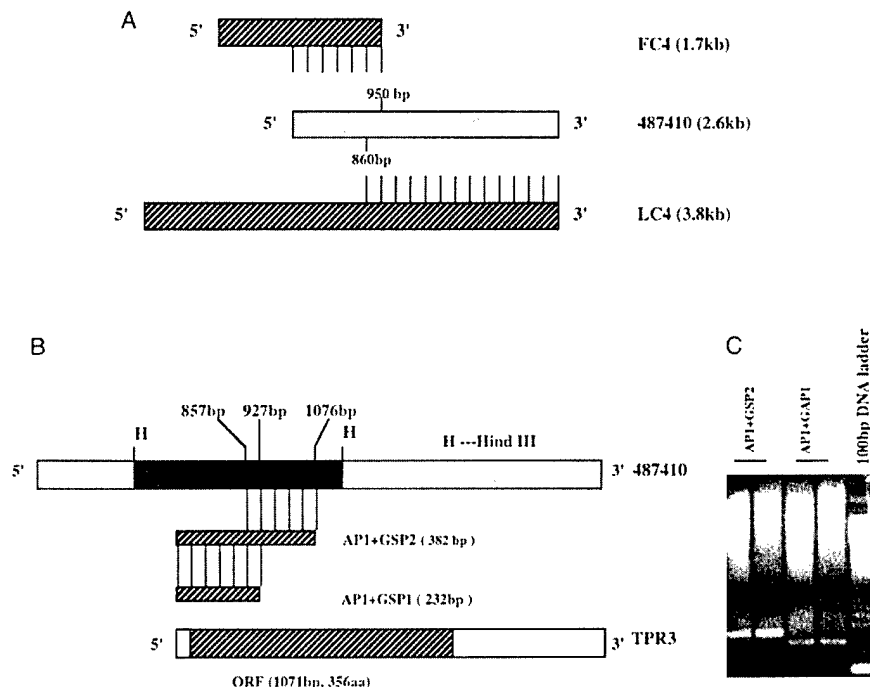 A
5' 3' FC4 (1.7kb)
950 bp
5' 3' 487410 (2.6kb)
860bp
5' 3' LC4 (3.8kb)
B
857bp 927bp 1076bp
H H H ---Hind III
5' 3' 487410
AP1+GSP2 ( 382 bp )
AP1+GSP1 ( 232bp )
5' 3' TPR3
ORF (1071bp, 356aa)
C
AP1+GSP2
AP1+GAP1
100bp DNA ladder